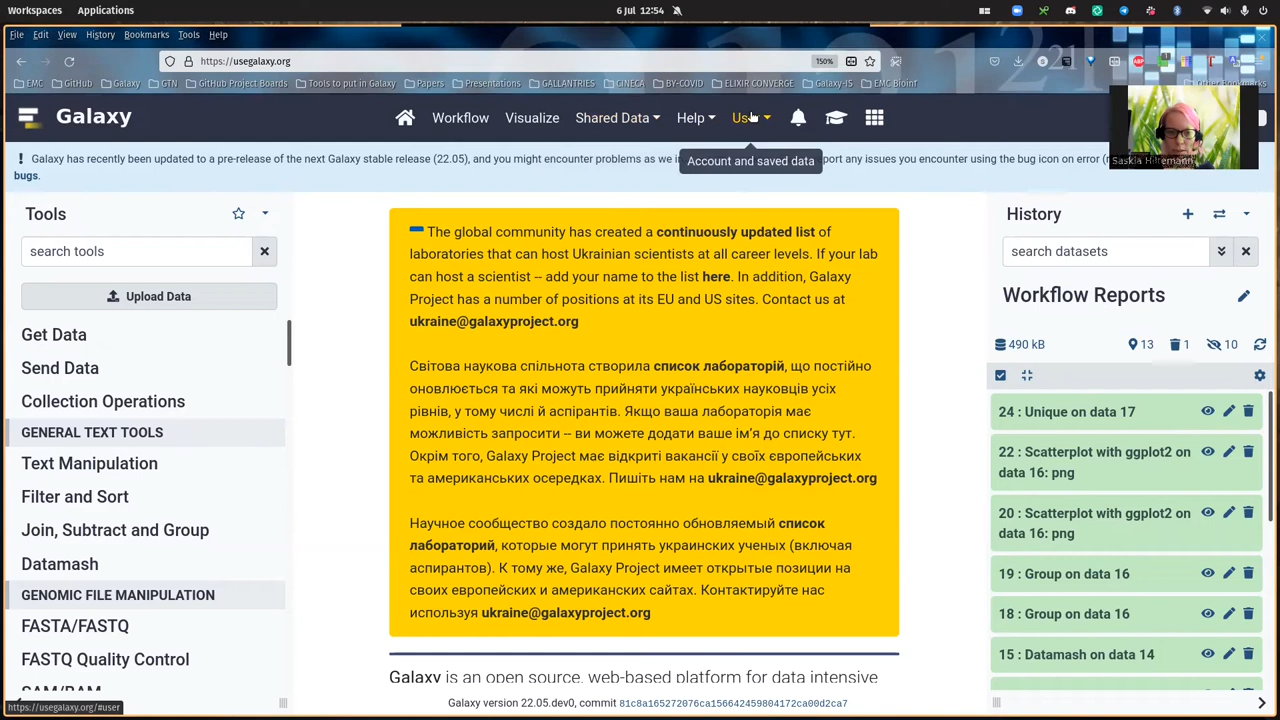 Workspaces Applications 6 Jul 12:54
File Edit View History Bookmarks Tools Help
https://usegalaxy.org 150%
EMC GitHub Galaxy GTN GitHub Project Boards Tools to put in Galaxy Papers Presentations GALLANTRIES CINECA BY-COVID ELIXIR CONVERGE Galaxy-IS EMC Bioinf Other Bookmarks
Galaxy Workflow Visualize Shared Data Help
Galaxy has recently been updated to a pre-release of the next Galaxy stable release (22.05), and you might encounter problems as we port any issues you encounter using the bug icon on error
bugs.
Account and saved data
Tools
search tools
Upload Data
Get Data
Send Data
Collection Operations
GENERAL TEXT TOOLS
Text Manipulation
Filter and Sort
Join, Subtract and Group
Datamash
GENOMIC FILE MANIPULATION
FASTA/FASTQ
FASTQ Quality Control
SAM/BAM
https://usegalaxy.org/#user
The global community has created a continuously updated list of
laboratories that can host Ukrainian scientists at all career levels. If your lab
can host a scientist -- add your name to the list here. In addition, Galaxy
Project has a number of positions at its EU and US sites. Contact us at
ukraine@galaxyproject.org
Світова наукова спільнота створила список лабораторій, що постійно
оновлюється та які можуть прийняти українських науковців усіх
рівнів, у тому числі й аспірантів. Якщо ваша лабораторія має
можливість запросити -- ви можете додати ваше ім'я до списку тут.
Окрім того, Galaxy Project має відкриті вакансії у своїх європейських
та американських осередках. Пишіть нам на ukraine@galaxyproject.org
Научное сообщество создало постоянно обновляемый список
лабораторий, которые могут принять украинских ученых (включая
аспирантов). К тому же, Galaxy Project имеет открытые позиции на
своих европейских и американских сайтах. Контактируйте нас
используя ukraine@galaxyproject.org
Galaxy is an open source, web-based platform for data intensive
Galaxy version 22.05.dev0, commit 81c8a165272076ca156642459804172ca00d2ca7
History
search datasets
Workflow Reports
490 kB 13 1 10
24 : Unique on data 17
22 : Scatterplot with ggplot2 on
data 16: png
20 : Scatterplot with ggplot2 on
data 16: png
19 : Group on data 16
18 : Group on data 16
15 : Datamash on data 14